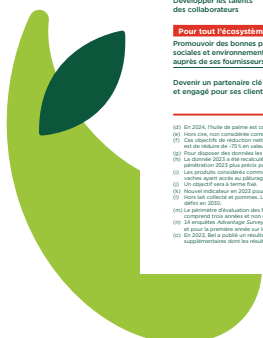 Développer les talents
des collaborateurs
Pour tout l'écosystèm
Promouvoir des bonnes p
sociales et environnement
auprès de ses fournisseurs
Devenir un partenaire clé
et engagé pour ses client
(d) En 2024, l'huile de palme est co
(e) Hors cire, non considérée comm
(f) Ces objectifs de réduction nett
est de réduire de -75 % en valeu
(g) Pour disposer des données les
(h) La donnée 2023 a été recalculé
pénétration 2023 plus précis po
(i) Les produits considérés comm
vaches ayant accès au pâturag
(j) Un objectif sera à terme fixé.
(k) Nouvel indicateur en 2023 pour
(l) Hors lait collecté et pommes. L
défini en 2030.
(m) Le périmètre d'évaluation des f
comprend trois années et non
(n) 14 enquêtes Advantage Survey
et pour la première année sur l
(o) En 2023, Bel a publié un résulta
supplémentaires dont les résult